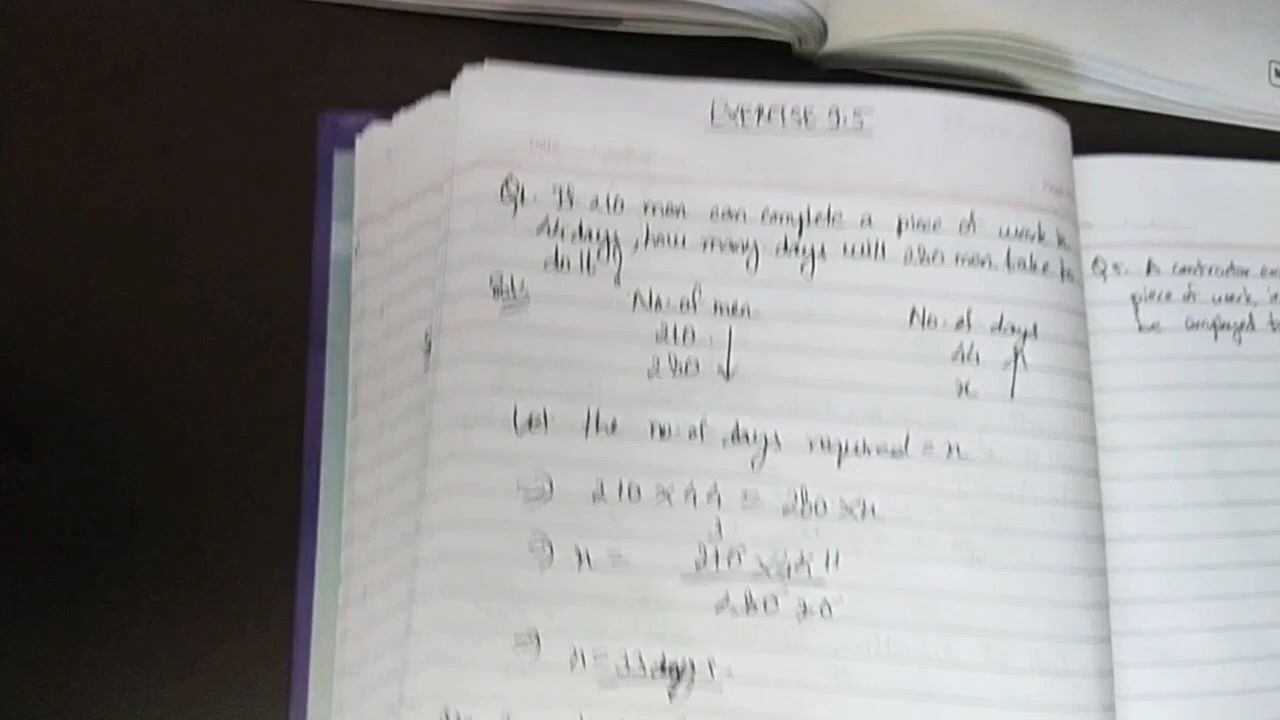 EXERCISE 9.5
Q1. If 210 men can complete a piece of work in
44 days, how many days will 280 men take to
do it?
No. of men No. of days
210 44
280 x
Let the no. of days required = x
⇒ 210 × 44 = 280 × x
⇒ x = 210 × 44 11
280 20
⇒ x = 33 days.
Q5. A contractor
piece of work
be employed